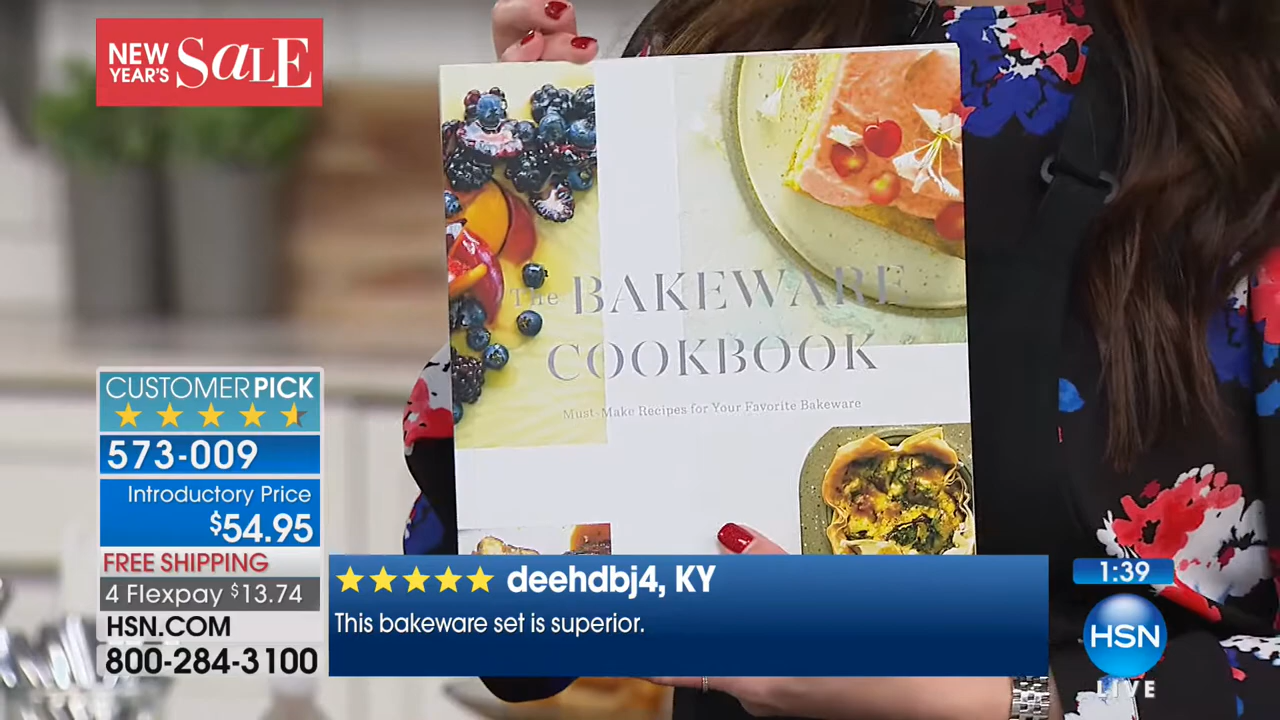 NEW
YEAR'S
SALE
The BAKEWARE
COOKBOOK
Must-Make Recipes for Your Favorite Bakeware
CUSTOMER PICK
573-009
Introductory Price
$54.95
FREE SHIPPING
4 Flexpay $13.74
HSN.COM
800-284-3100
deehdbj4, KY
This bakeware set is superior.
1:39
HSN
LIVE